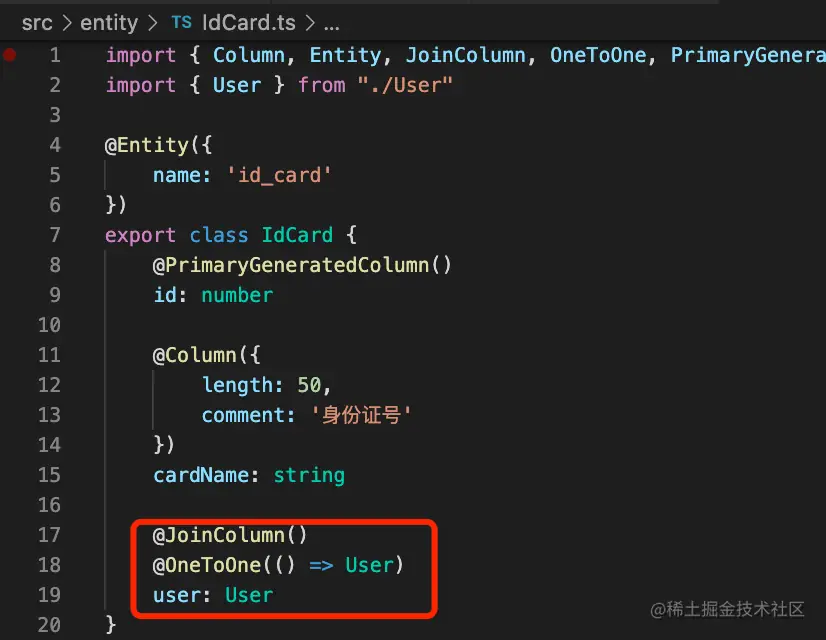 src > entity > TS IdCard.ts > ...
1 import { Column, Entity, JoinColumn, OneToOne, PrimaryGenera
2 import { User } from "./User"
3
4 @Entity({
5     name: 'id_card'
6 })
7 export class IdCard {
8     @PrimaryGeneratedColumn()
9     id: number
10
11     @Column({
12         length: 50,
13         comment: '身份证号'
14     })
15     cardName: string
16
17     @JoinColumn()
18     @OneToOne(() => User)
19     user: User
20 }
@稀土掘金技术社区